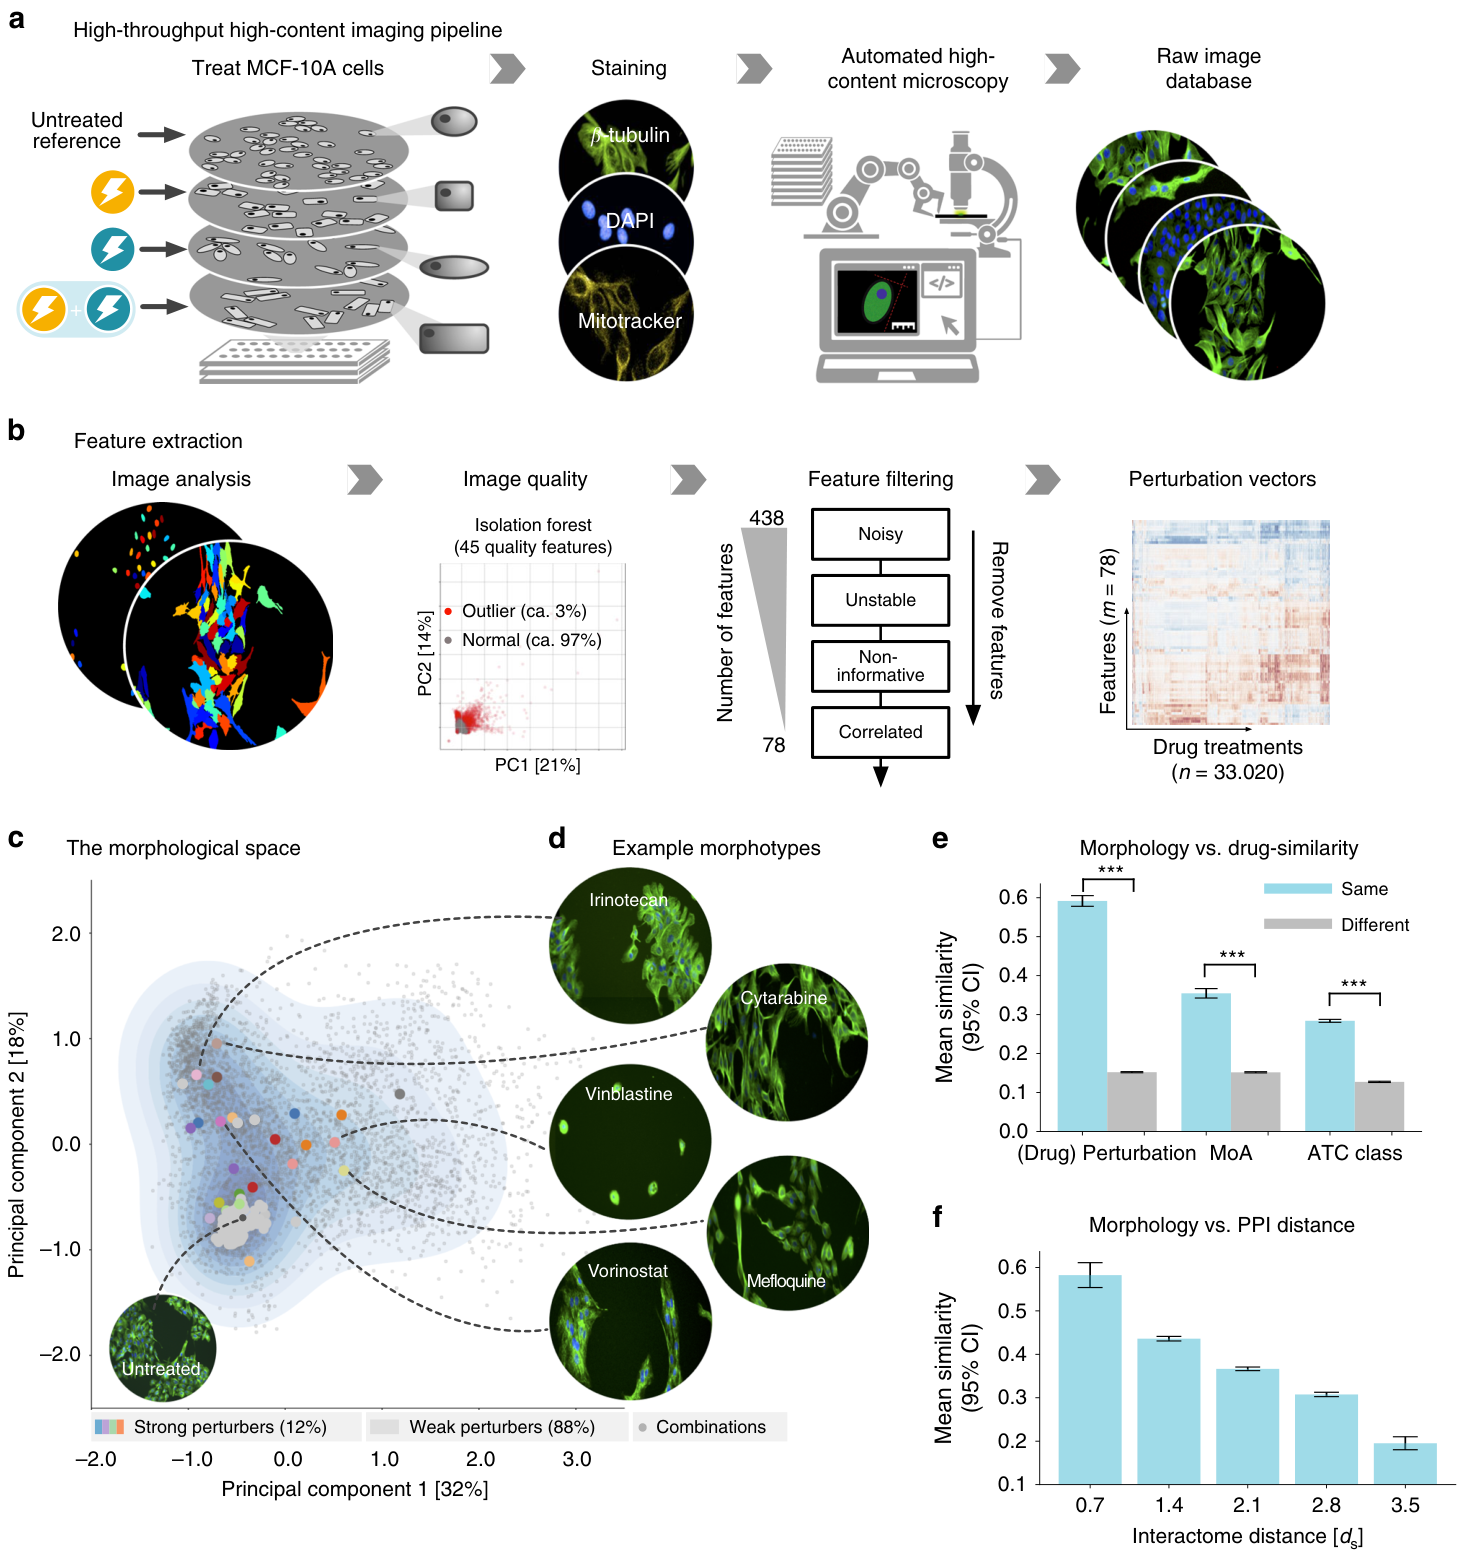 a
High-throughput high-content imaging pipeline
Treat MCF-10A cells
Staining
Automated high-
content microscopy
Raw image
database
Untreated
reference
+
β-tubulin
DAPI
Mitotracker
</>
b
Feature extraction
Image analysis
Image quality
Feature filtering
Perturbation vectors
Isolation forest
(45 quality features)
Outlier (ca. 3%)
Normal (ca. 97%)
PC2 [14%]
PC1 [21%]
438
Number of features
78
Noisy
Unstable
Non-
informative
Correlated
Remove features
Features (m = 78)
Drug treatments
(n = 33.020)
c
The morphological space
2.0
1.0
0.0
−1.0
−2.0
Principal component 2 [18%]
Untreated
Strong perturbers (12%)
Weak perturbers (88%)
Combinations
−2.0
−1.0
0.0
1.0
2.0
3.0
Principal component 1 [32%]
d
Example morphotypes
Irinotecan
Cytarabine
Vinblastine
Mefloquine
Vorinostat
e
Morphology vs. drug-similarity
Same
Different
***
***
***
0.6
0.5
0.4
0.3
0.2
0.1
0.0
Mean similarity
(95% CI)
(Drug) Perturbation
MoA
ATC class
f
Morphology vs. PPI distance
0.6
0.5
0.4
0.3
0.2
0.1
Mean similarity
(95% CI)
0.7
1.4
2.1
2.8
3.5
Interactome distance [ds]